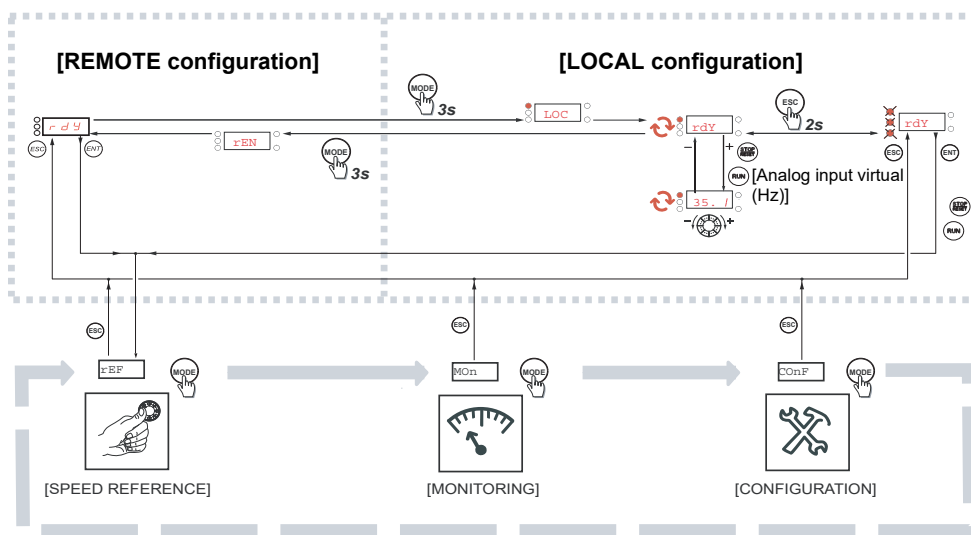 [REMOTE configuration]
[LOCAL configuration]
MODE
3s
ESC
2s
rdY
LOC
rdY
rdY
rEN
MODE
3s
ESC
ENT
- +
STOP
RESET
RUN
[Analog input virtual
(Hz)]
35.1
- +
ESC
ENT
STOP
RESET
RUN
ESC
ESC
ESC
rEF
MODE
MOn
MODE
COnF
MODE
[SPEED REFERENCE]
[MONITORING]
[CONFIGURATION]